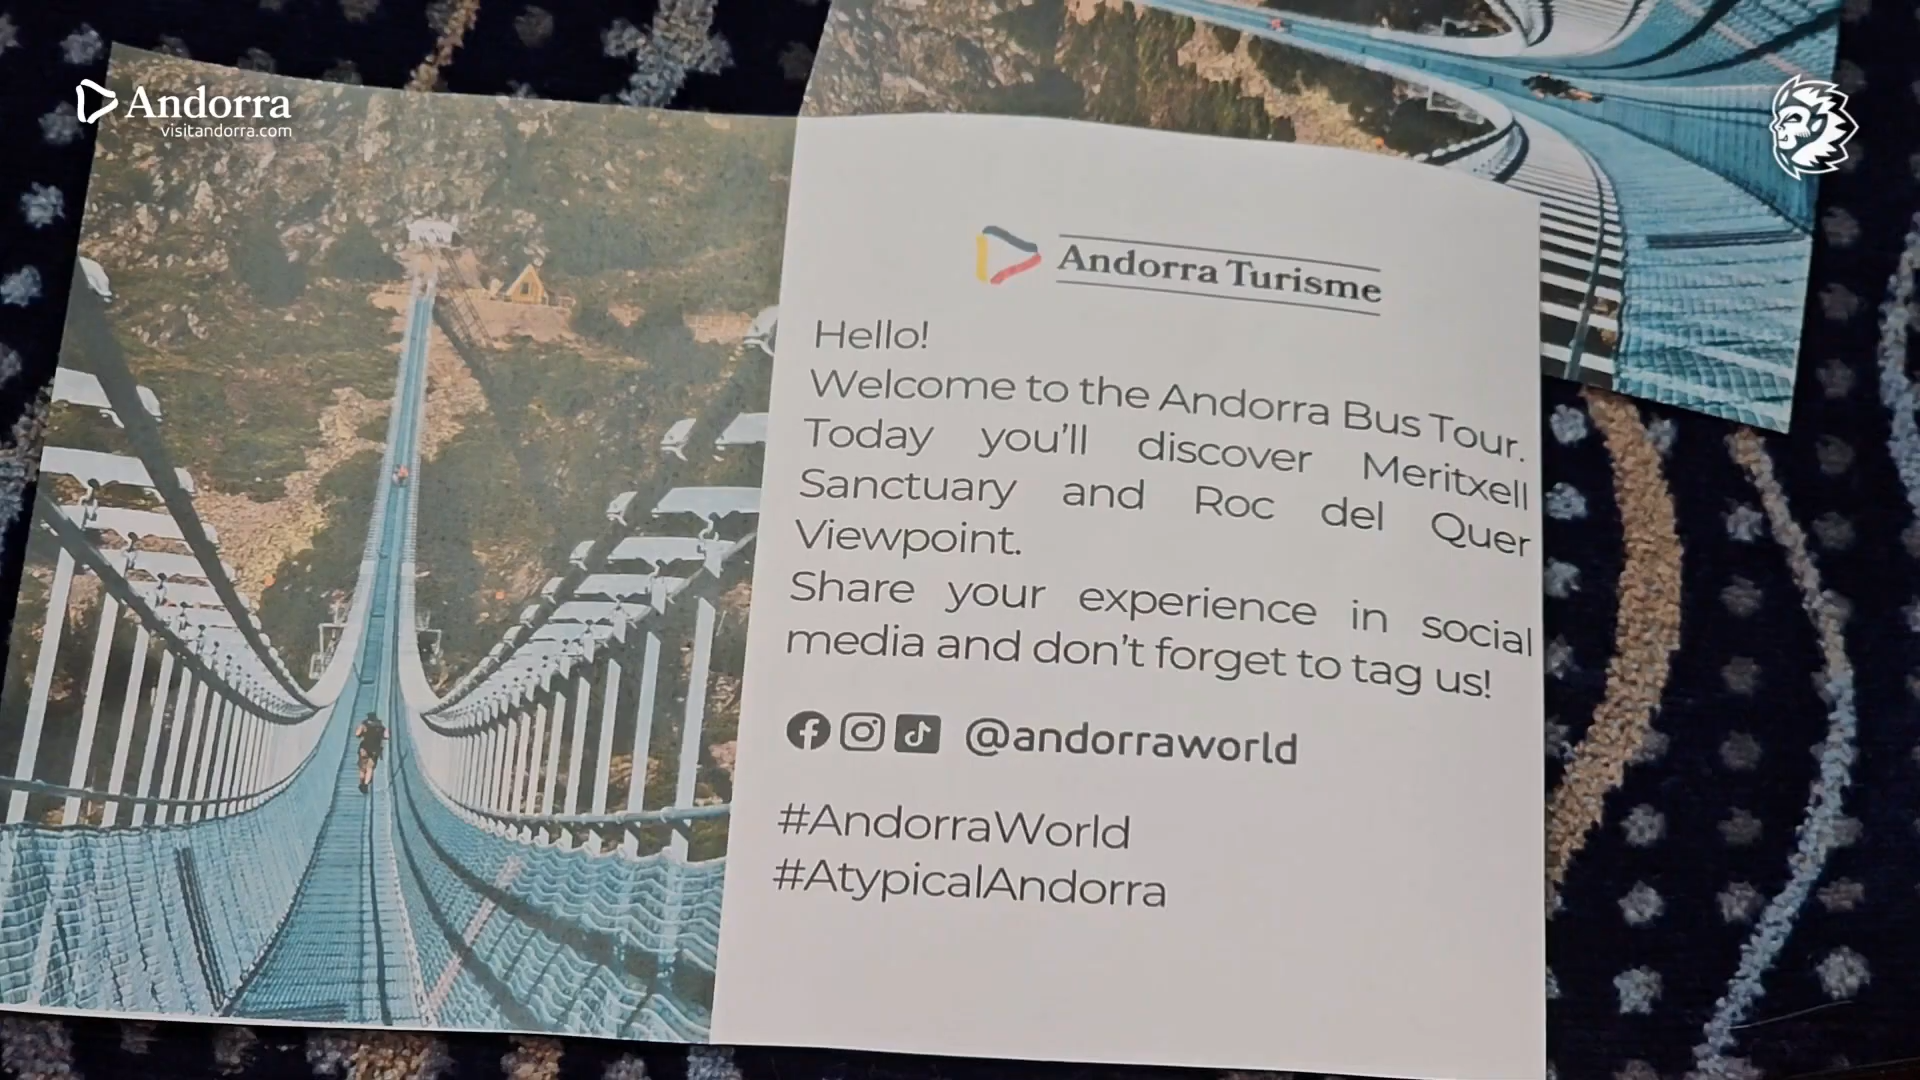 Andorra
visitandorra.com
Andorra Turisme
Hello!
Welcome to the Andorra Bus Tour.
Today you'll discover Meritxell
Sanctuary and Roc del Quer
Viewpoint.
Share your experience in social
media and don't forget to tag us!
@andorraworld
#AndorraWorld
#AtypicalAndorra